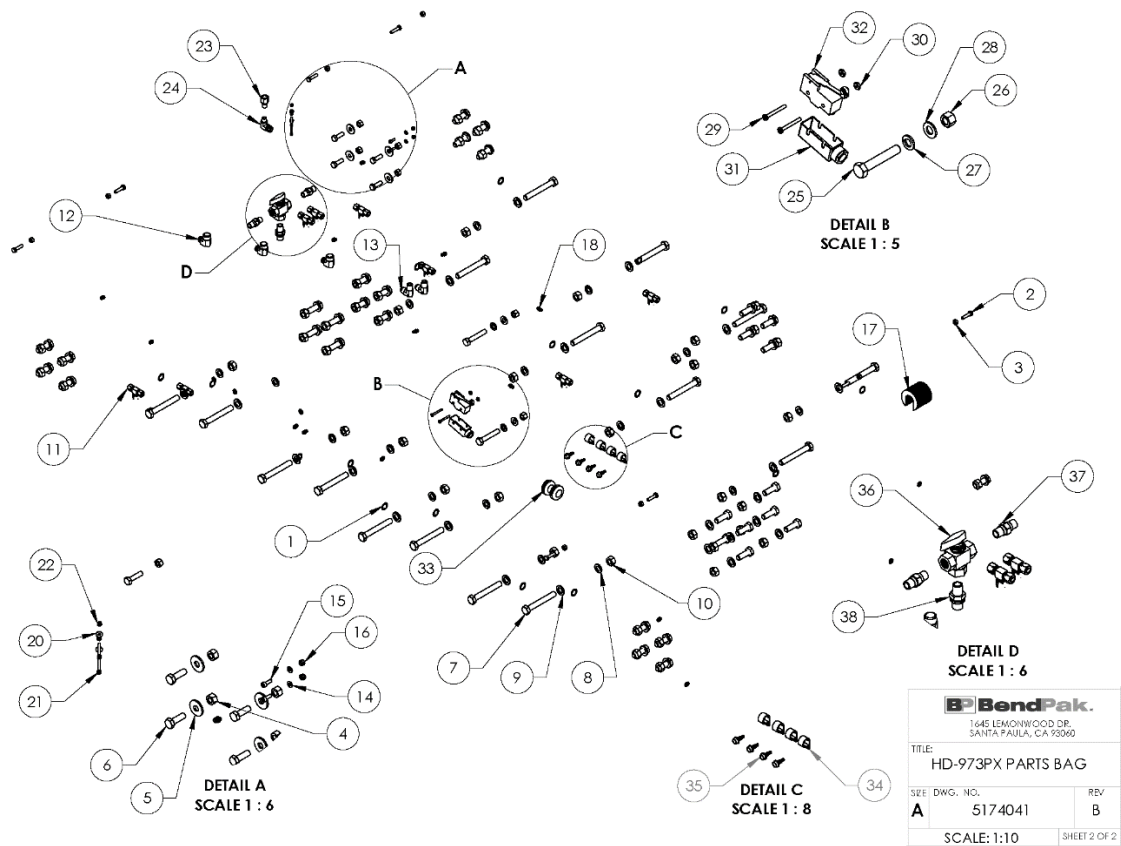 23
24
A
32
30
28
26
29
31
25
27
DETAIL B
SCALE 1 : 5
12
D
13
18
2
17
3
B
11
C
1
33
36
37
38
22
20
21
15
16
14
4
6
5
DETAIL A
SCALE 1 : 6
7
9
8
10
DETAIL D
SCALE 1 : 6
35
34
DETAIL C
SCALE 1 : 8
BP BendPak.
1645 LEMONWOOD DR.
SANTA PAULA, CA 93060
TITLE:
HD-973PX PARTS BAG
SIZE DWG. NO. REV
A 5174041 B
SCALE: 1:10 SHEET 2 OF 2